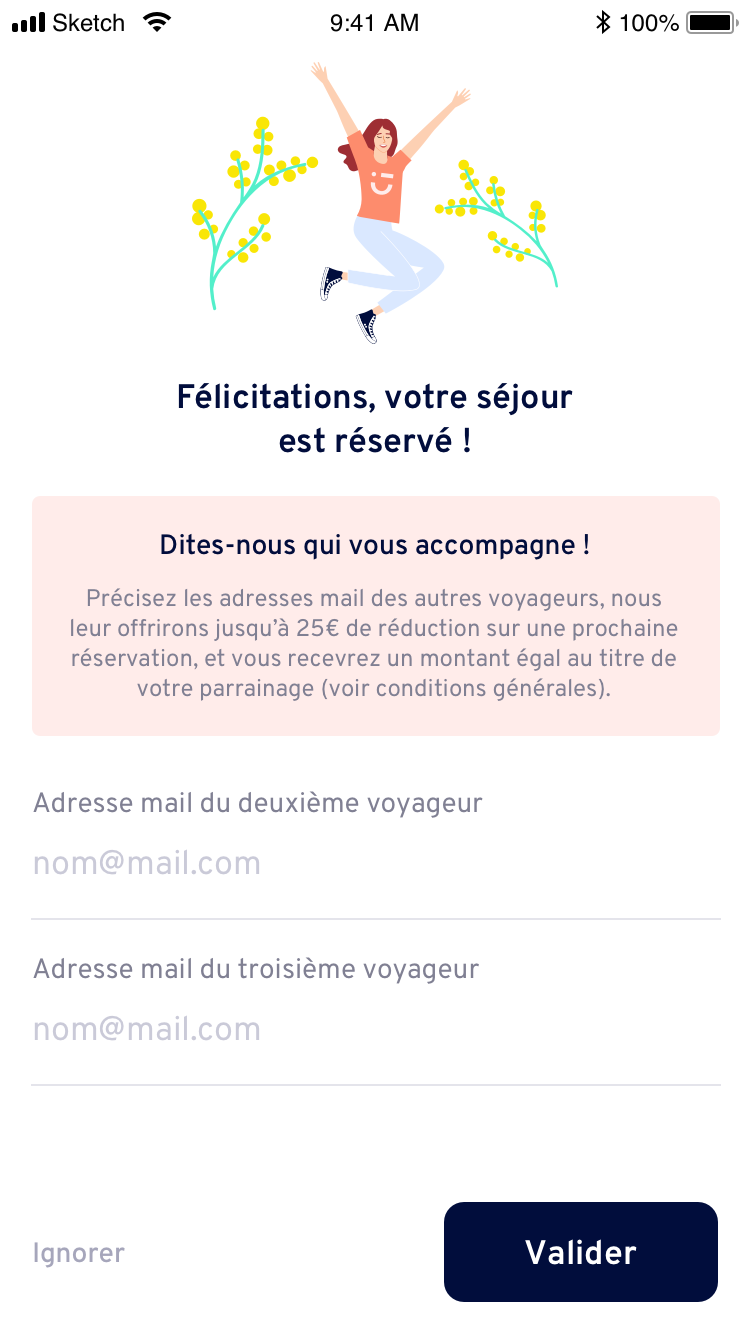 Sketch 9:41 AM 100%
Félicitations, votre séjour
est réservé !
Dites-nous qui vous accompagne !
Précisez les adresses mail des autres voyageurs, nous
leur offrirons jusqu’à 25€ de réduction sur une prochaine
réservation, et vous recevrez un montant égal au titre de
votre parrainage (voir conditions générales).
Adresse mail du deuxième voyageur
nom@mail.com
Adresse mail du troisième voyageur
nom@mail.com
Ignorer
Valider